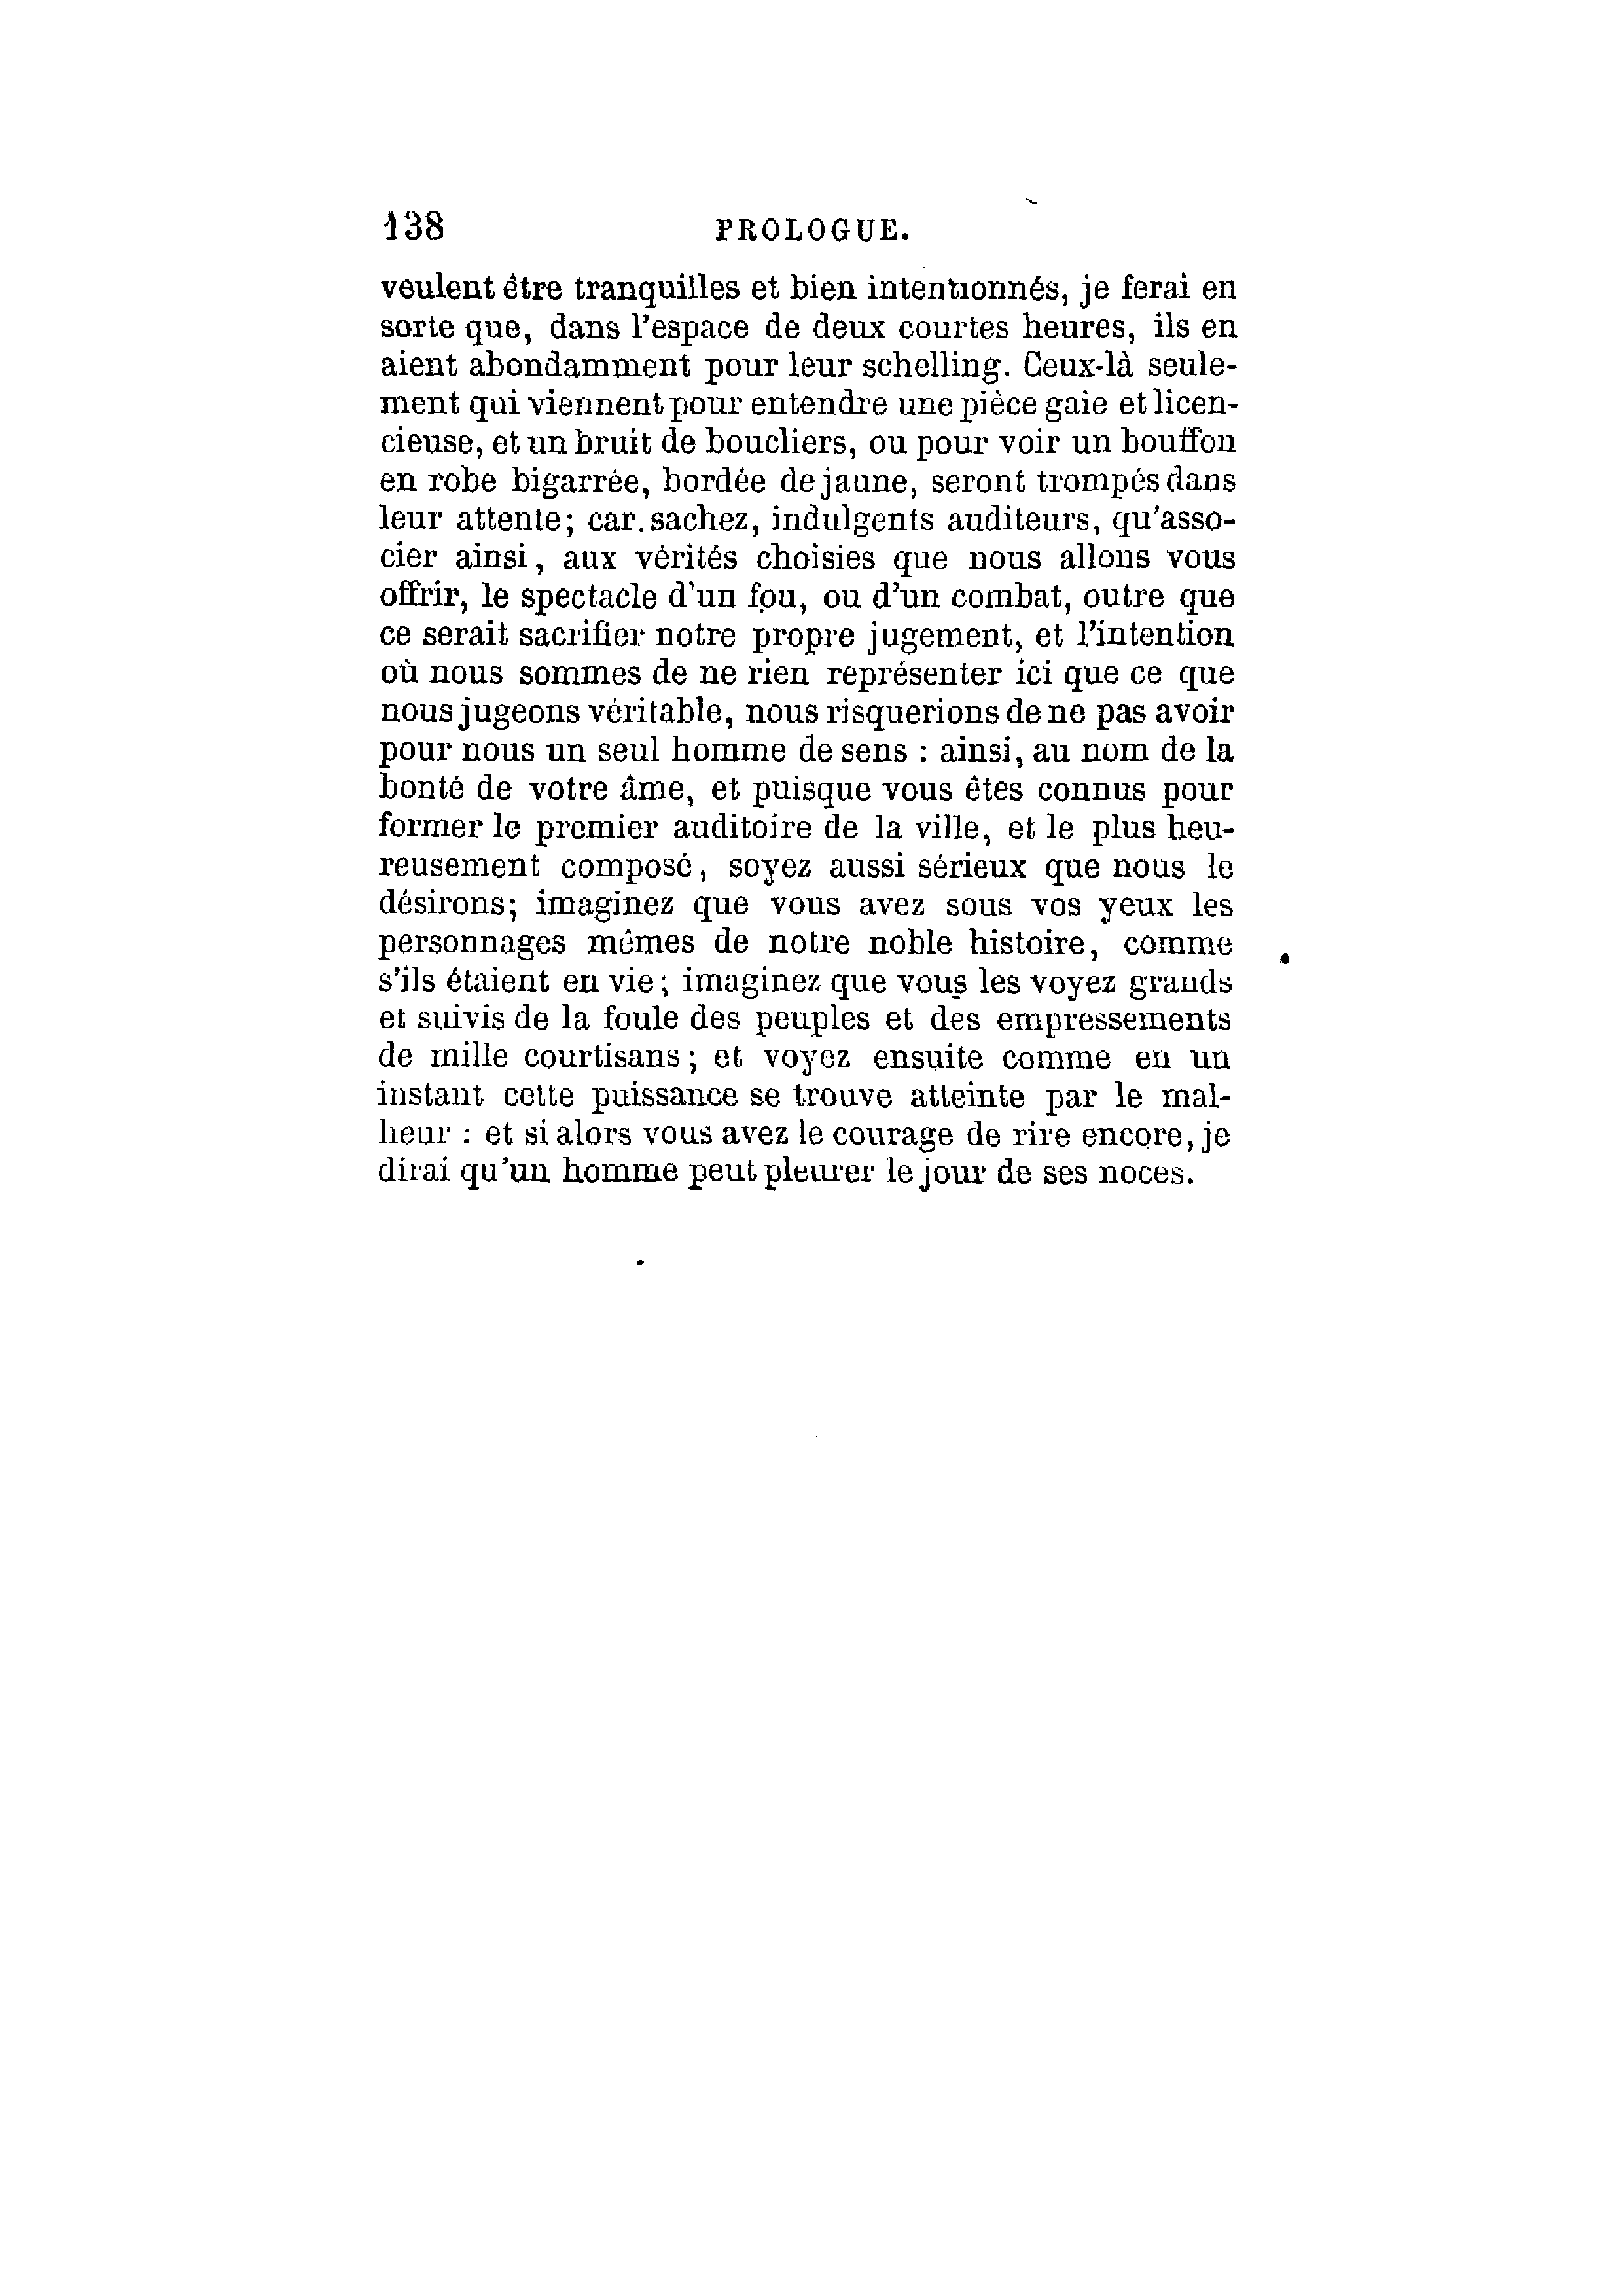 138 PROLOGUE.
veulent être tranquilles et bien intentionnés, je ferai en
sorte que, dans l'espace de deux courtes heures, ils en
aient abondamment pour leur schelling. Ceux-là seule-
ment qui viennent pour entendre une pièce gaie et licen-
cieuse, et un bruit de boucliers, ou pour voir un bouffon
en robe bigarrée, bordée de jaune, seront trompés dans
leur attente; car. sachez, indulgents auditeurs, qu'asso-
cier ainsi, aux vérités choisies que nous allons vous
offrir, le spectacle d'un fou, ou d'un combat, outre que
ce serait sacrifier notre propre jugement, et l'intention
où nous sommes de ne rien représenter ici que ce que
nous jugeons véritable, nous risquerions de ne pas avoir
pour nous un seul homme de sens : ainsi, au nom de la
bonté de votre âme, et puisque vous êtes connus pour
former le premier auditoire de la ville, et le plus heu-
reusement composé, soyez aussi sérieux que nous le
désirons; imaginez que vous avez sous vos yeux les
personnages mêmes de notre noble histoire, comme
s'ils étaient en vie; imaginez que vous les voyez grands
et suivis de la foule des peuples et des empressements
de mille courtisans; et voyez ensuite comme en un
instant cette puissance se trouve atteinte par le mal-
heur : et si alors vous avez le courage de rire encore, je
dirai qu'un homme peut pleurer le jour de ses noces.